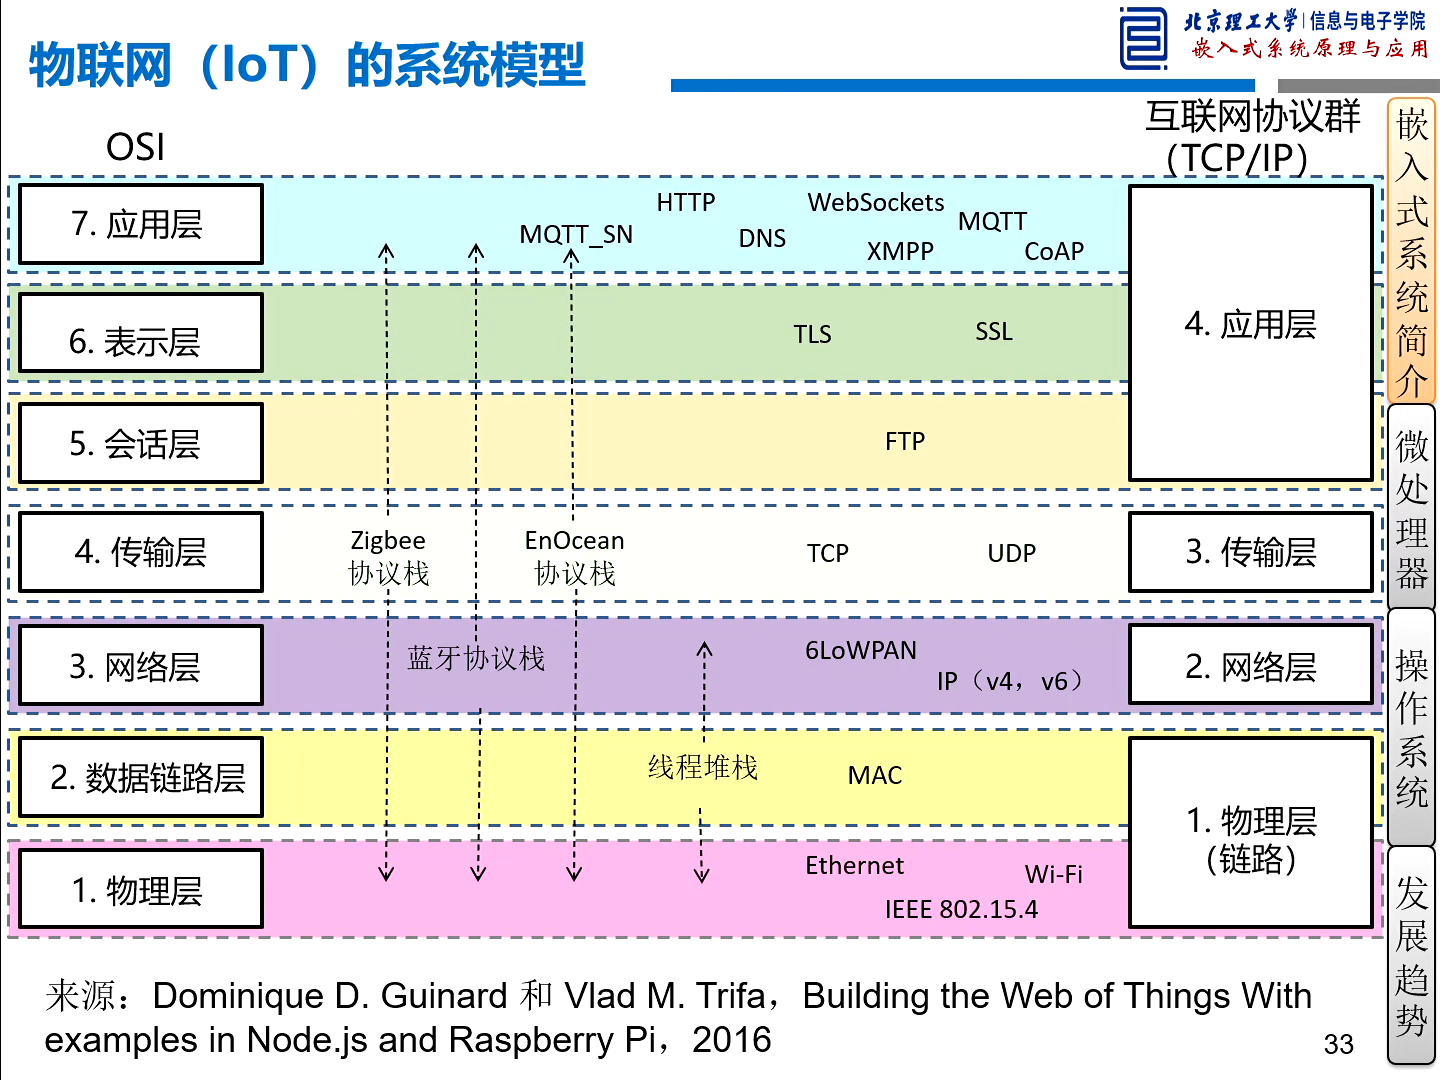 物联网（IoT）的系统模型
北京理工大学|信息与电子学院
嵌入式系统原理与应用
OSI
互联网协议群
（TCP/IP）
7. 应用层
HTTP
WebSockets
MQTT_SN
DNS
MQTT
XMPP
CoAP
6. 表示层
TLS
SSL
4. 应用层
5. 会话层
FTP
4. 传输层
Zigbee
协议栈
EnOcean
协议栈
TCP
UDP
3. 传输层
3. 网络层
蓝牙协议栈
6LoWPAN
IP（v4，v6）
2. 网络层
2. 数据链路层
线程堆栈
MAC
1. 物理层
（链路）
1. 物理层
Ethernet
Wi-Fi
IEEE 802.15.4
嵌入式系统简介
微处理器
操作系统
发展趋势
来源：Dominique D. Guinard 和 Vlad M. Trifa，Building the Web of Things With
examples in Node.js and Raspberry Pi，2016
33